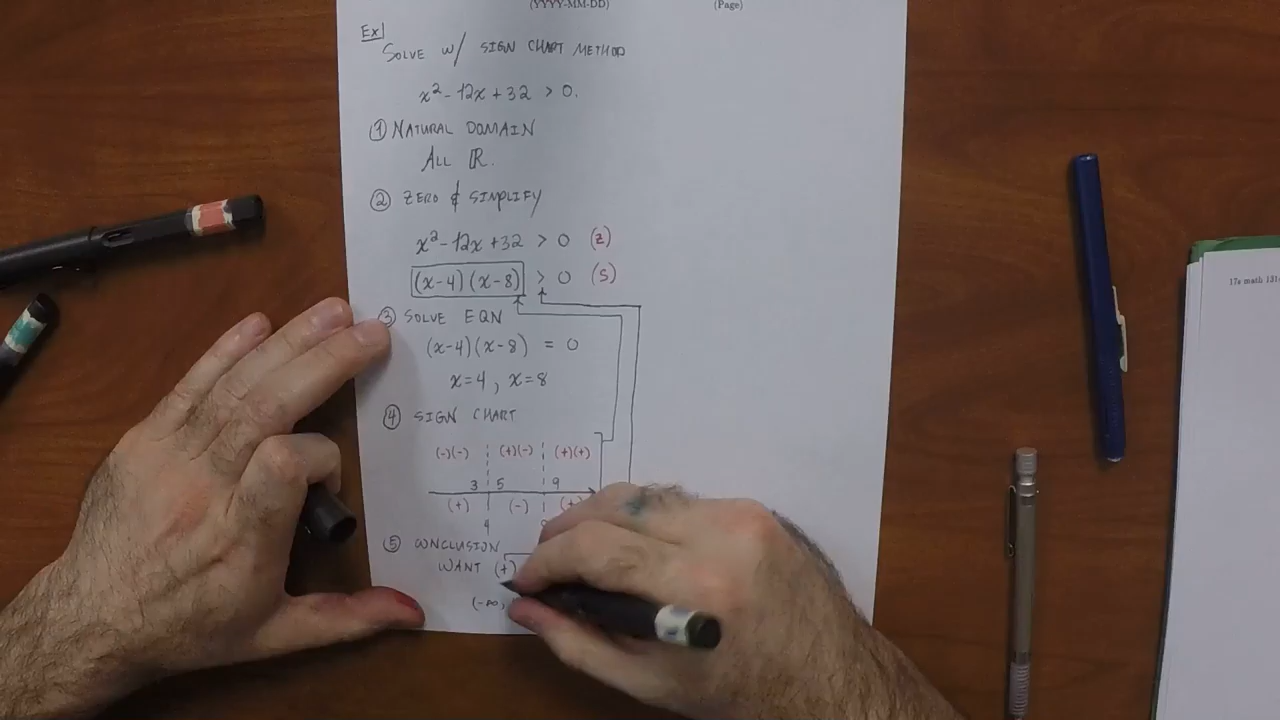 (YYYY-MM-DD) (Page)
Ex1
SOLVE W/ SIGN CHART METHOD
x² - 12x + 32 > 0.
① NATURAL DOMAIN
ALL ℝ.
② ZERO & SIMPLIFY
x² - 12x + 32 > 0 (Z)
(x-4)(x-8) > 0 (S)
③ SOLVE EQN
(x-4)(x-8) = 0
x=4, x=8
④ SIGN CHART
(-)(-) (+)(-) (+)(+)
3 5 9
(+) (-) (+)
4
⑤ CONCLUSION
WANT (+)
(-∞,
17s math 131